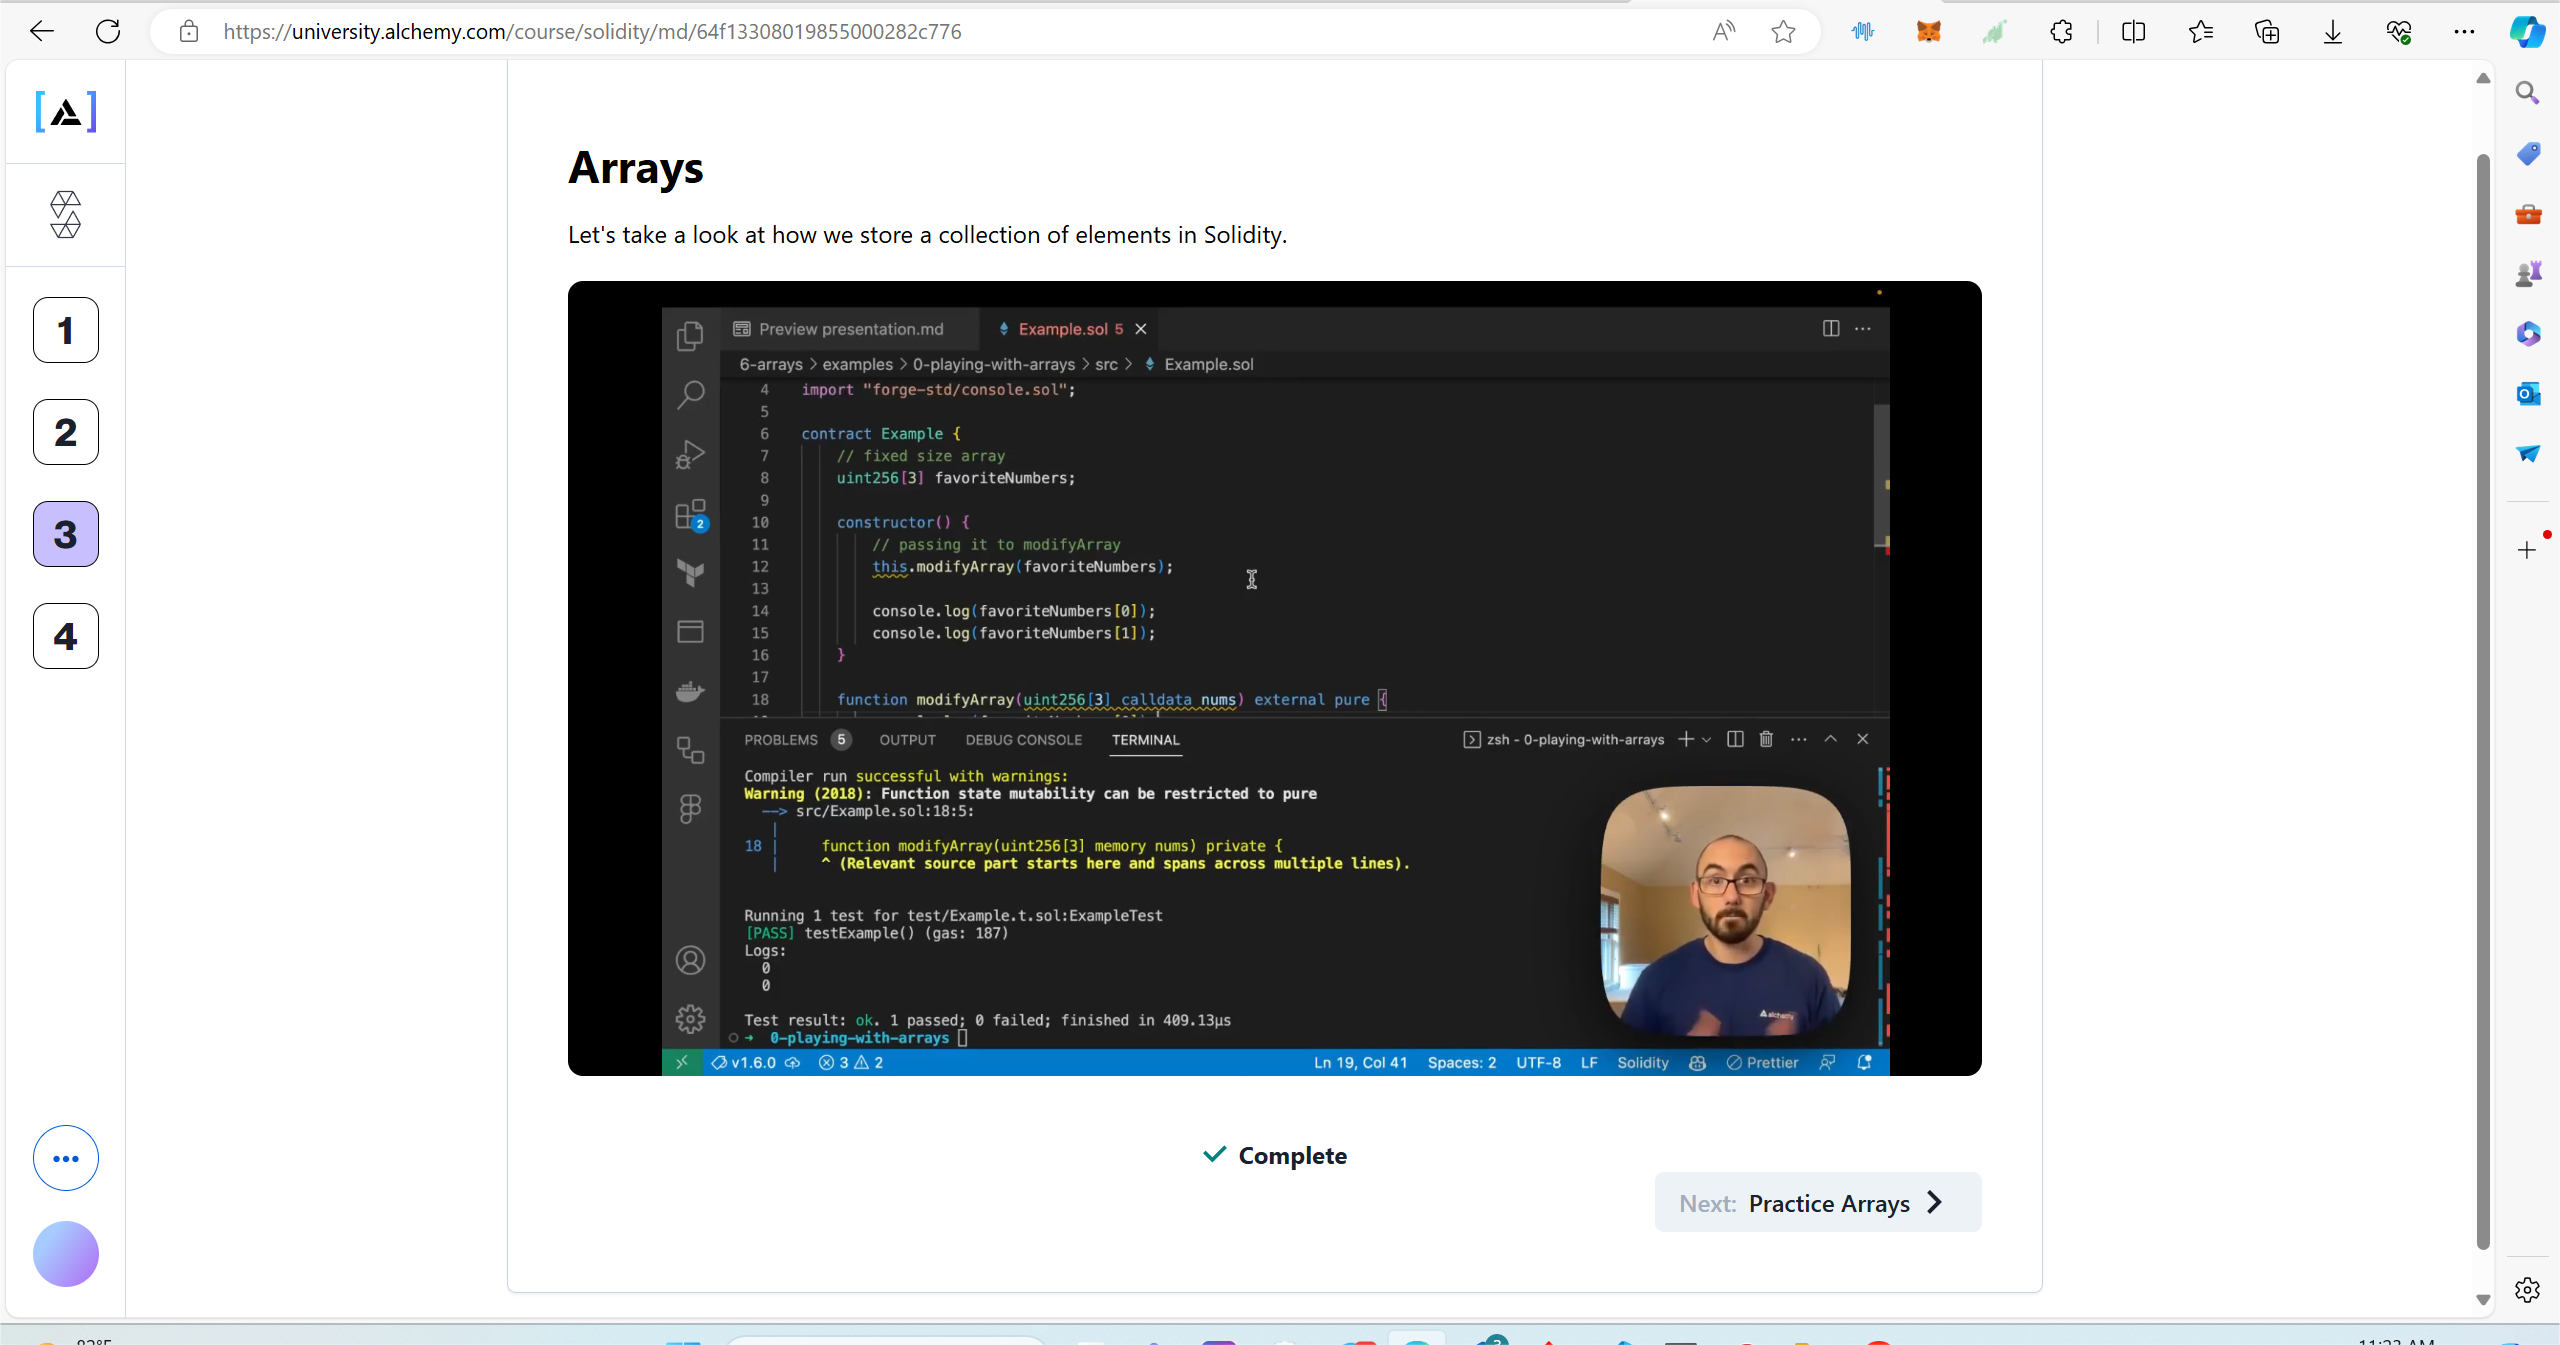 https://university.alchemy.com/course/solidity/md/64f13308019855000282c776
1
2
3
4
Arrays
Let's take a look at how we store a collection of elements in Solidity.
Preview presentation.md
Example.sol 5
6-arrays > examples > 0-playing-with-arrays > src > Example.sol
4 import "forge-std/console.sol";
5
6 contract Example {
7 // fixed size array
8 uint256[3] favoriteNumbers;
9
10 constructor() {
11 // passing it to modifyArray
12 this.modifyArray(favoriteNumbers);
13
14 console.log(favoriteNumbers[0]);
15 console.log(favoriteNumbers[1]);
16 }
17
18 function modifyArray(uint256[3] calldata nums) external pure {
2
PROBLEMS 5 OUTPUT DEBUG CONSOLE TERMINAL
zsh - 0-playing-with-arrays
Compiler run successful with warnings:
Warning (2018): Function state mutability can be restricted to pure
--> src/Example.sol:18:5:
|
18 | function modifyArray(uint256[3] memory nums) private {
| ^ (Relevant source part starts here and spans across multiple lines).
Running 1 test for test/Example.t.sol:ExampleTest
[PASS] testExample() (gas: 187)
Logs:
0
0
Test result: ok. 1 passed; 0 failed; finished in 409.13µs
0-playing-with-arrays
alchemy
v1.6.0 3 2
Ln 19, Col 41 Spaces: 2 UTF-8 LF Solidity Prettier
Complete
Next: Practice Arrays